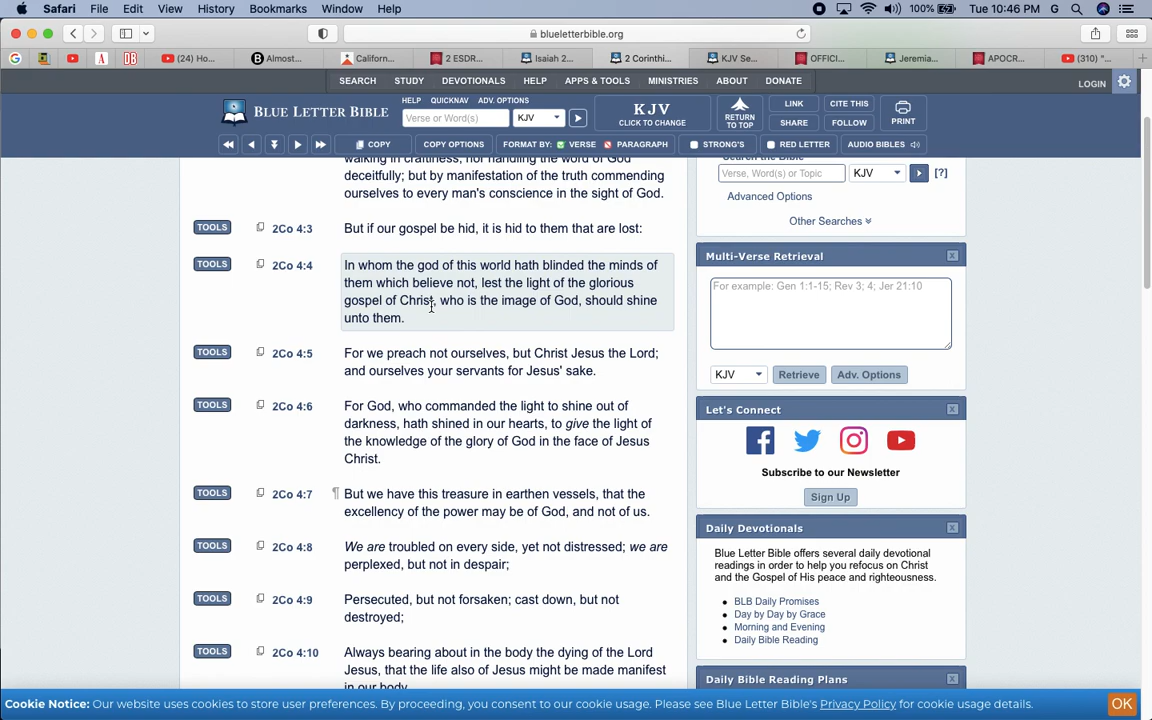 Safari File Edit View History Bookmarks Window Help 100% Tue 10:46 PM G
blueletterbible.org
(24) Ho... Almost... Californ... 2 ESDR... Isaiah 2... 2 Corinthi... KJV Se... OFFICI... Jeremia... APOCR... (310) "...
SEARCH STUDY DEVOTIONALS HELP APPS & TOOLS MINISTRIES ABOUT DONATE LOGIN
BLUE LETTER BIBLE
HELP QUICKNAV ADV. OPTIONS
Verse or Word(s) KJV
KJV
CLICK TO CHANGE
RETURN
TO TOP
LINK CITE THIS
SHARE FOLLOW
PRINT
COPY COPY OPTIONS FORMAT BY: VERSE PARAGRAPH STRONG'S RED LETTER AUDIO BIBLES
walking in craftiness, nor handling the word of God
deceitfully; but by manifestation of the truth commending
ourselves to every man's conscience in the sight of God.
TOOLS 2Co 4:3 But if our gospel be hid, it is hid to them that are lost:
TOOLS 2Co 4:4 In whom the god of this world hath blinded the minds of
them which believe not, lest the light of the glorious
gospel of Christ, who is the image of God, should shine
unto them.
TOOLS 2Co 4:5 For we preach not ourselves, but Christ Jesus the Lord;
and ourselves your servants for Jesus' sake.
TOOLS 2Co 4:6 For God, who commanded the light to shine out of
darkness, hath shined in our hearts, to give the light of
the knowledge of the glory of God in the face of Jesus
Christ.
TOOLS 2Co 4:7 ¶ But we have this treasure in earthen vessels, that the
excellency of the power may be of God, and not of us.
TOOLS 2Co 4:8 We are troubled on every side, yet not distressed; we are
perplexed, but not in despair;
TOOLS 2Co 4:9 Persecuted, but not forsaken; cast down, but not
destroyed;
TOOLS 2Co 4:10 Always bearing about in the body the dying of the Lord
Jesus, that the life also of Jesus might be made manifest
in our body.
Search the Bible
Verse, Word(s) or Topic KJV [?]
Advanced Options
Other Searches
Multi-Verse Retrieval
For example: Gen 1:1-15; Rev 3; 4; Jer 21:10
KJV Retrieve Adv. Options
Let's Connect
Subscribe to our Newsletter
Sign Up
Daily Devotionals
Blue Letter Bible offers several daily devotional
readings in order to help you refocus on Christ
and the Gospel of His peace and righteousness.
BLB Daily Promises
Day by Day by Grace
Morning and Evening
Daily Bible Reading
Daily Bible Reading Plans
Cookie Notice: Our website uses cookies to store user preferences. By proceeding, you consent to our cookie usage. Please see Blue Letter Bible's Privacy Policy for cookie usage details. OK